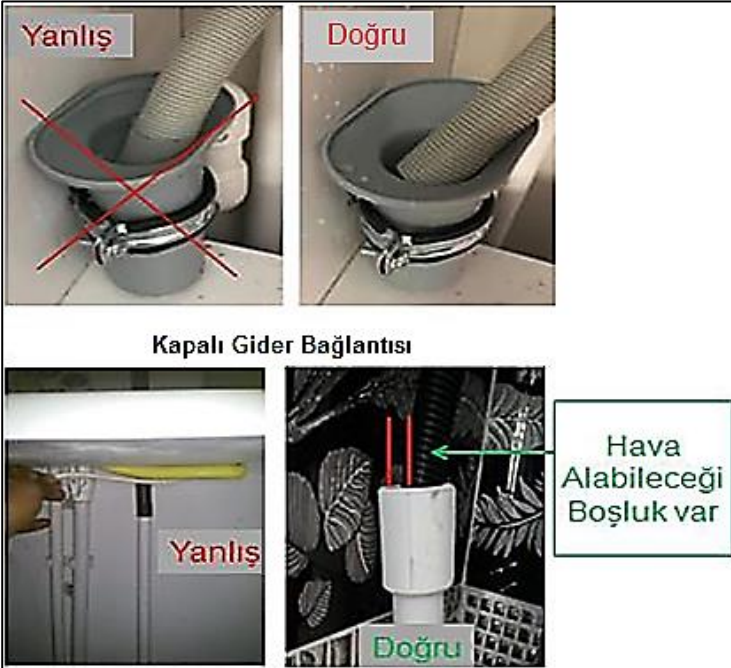 Yanlış
Doğru
Kapalı Gider Bağlantısı
Yanlış
Doğru
Hava
Alabileceği
Boşluk var